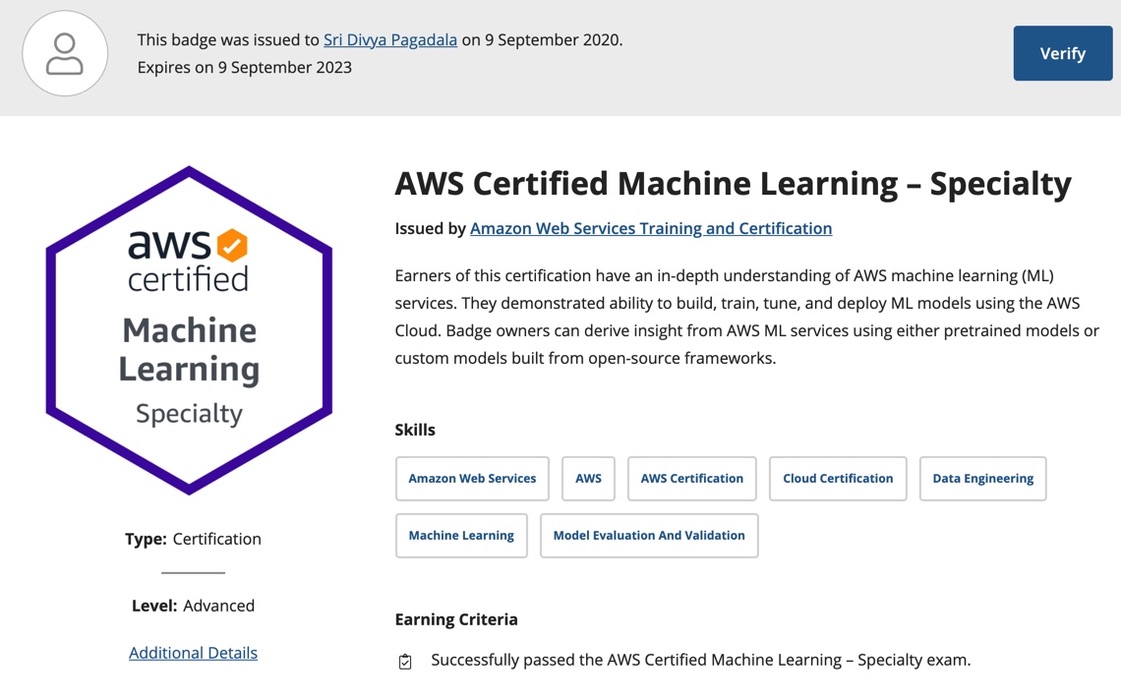 This badge was issued to Sri Divya Pagadala on 9 September 2020.
Expires on 9 September 2023
Verify
aws
certified
Machine
Learning
Specialty
Type: Certification
Level: Advanced
Additional Details
AWS Certified Machine Learning – Specialty
Issued by Amazon Web Services Training and Certification
Earners of this certification have an in-depth understanding of AWS machine learning (ML)
services. They demonstrated ability to build, train, tune, and deploy ML models using the AWS
Cloud. Badge owners can derive insight from AWS ML services using either pretrained models or
custom models built from open-source frameworks.
Skills
Amazon Web Services AWS AWS Certification Cloud Certification Data Engineering
Machine Learning Model Evaluation And Validation
Earning Criteria
Successfully passed the AWS Certified Machine Learning – Specialty exam.